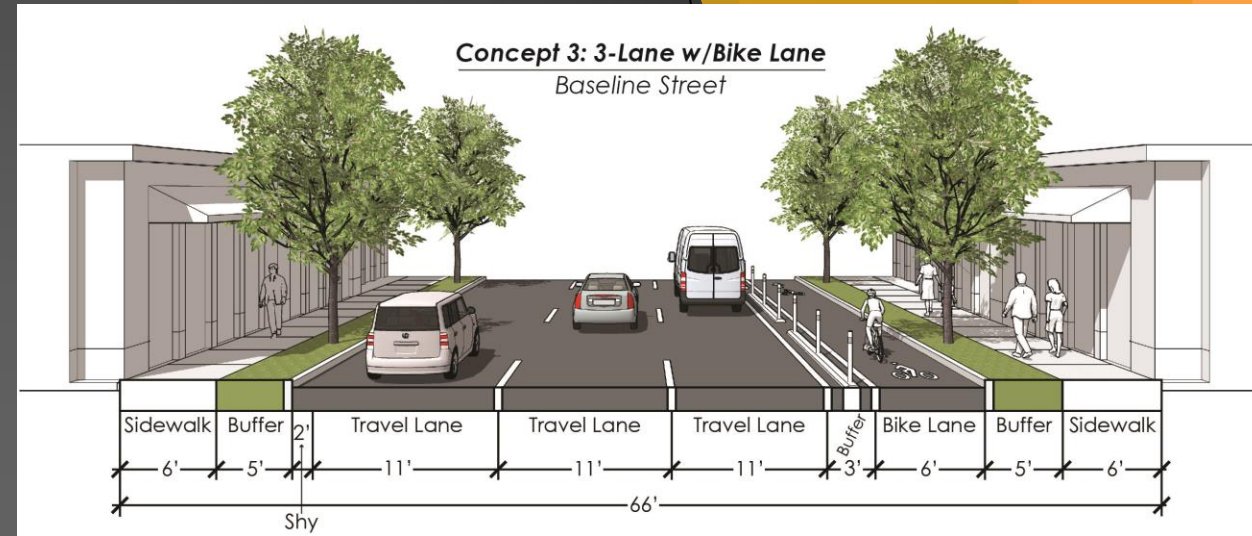 Concept 3: 3-Lane w/Bike Lane
Baseline Street
Sidewalk Buffer 2' Travel Lane Travel Lane Travel Lane Buffer Bike Lane Buffer Sidewalk
6' 5' 11' 11' 11' 3' 6' 5' 6'
66'
Shy